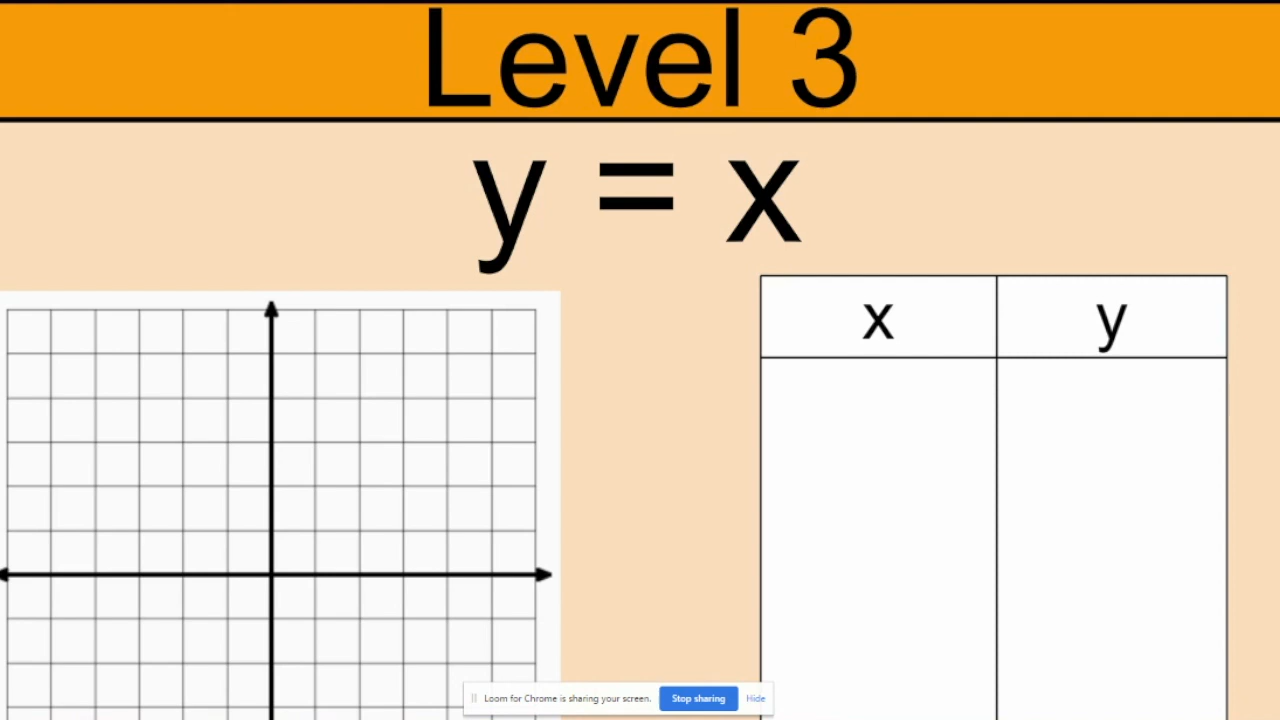 Level 3
y = x
x y
Loom for Chrome is sharing your screen. Stop sharing Hide